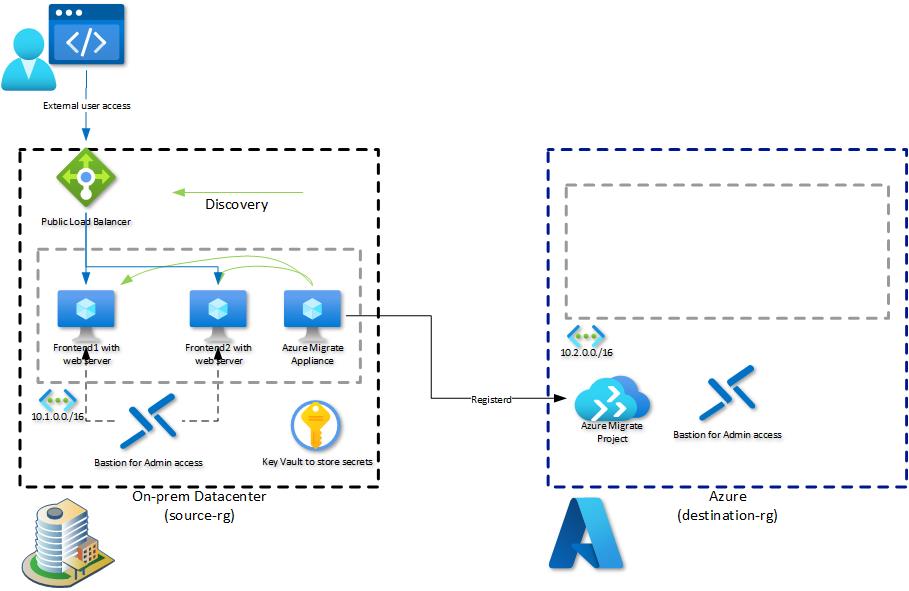 </>
External user access
Public Load Balancer
Discovery
Frontend1 with
web server
Frontend2 with
web server
Azure Migrate
Appliance
10.1.0.0./16
Bastion for Admin access
Key Vault to store secrets
On-prem Datacenter
(source-rg)
Registerd
10.2.0.0./16
Azure Migrate
Project
Bastion for Admin access
Azure
(destination-rg)